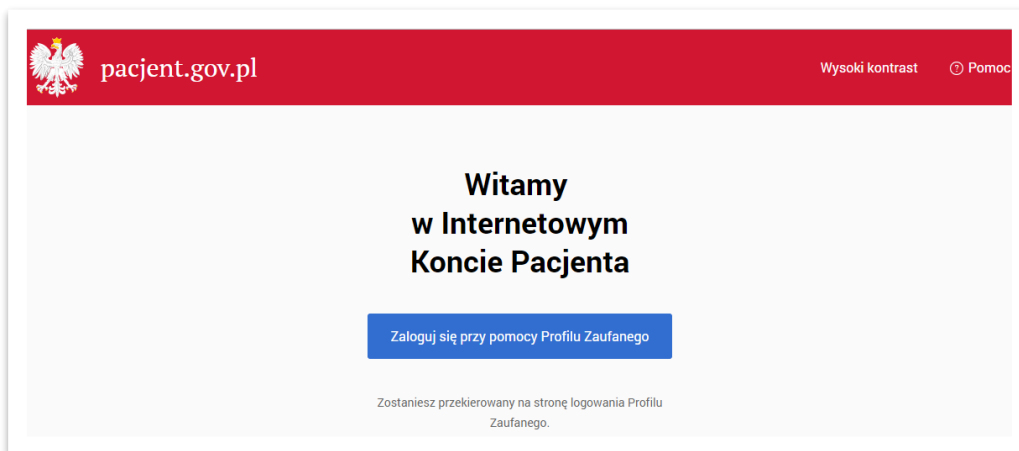 pacjent.gov.pl
Wysoki kontrast
Pomoc
Witamy
w Internetowym
Koncie Pacjenta
Zaloguj się przy pomocy Profilu Zaufanego
Zostaniesz przekierowany na stronę logowania Profilu
Zaufanego.